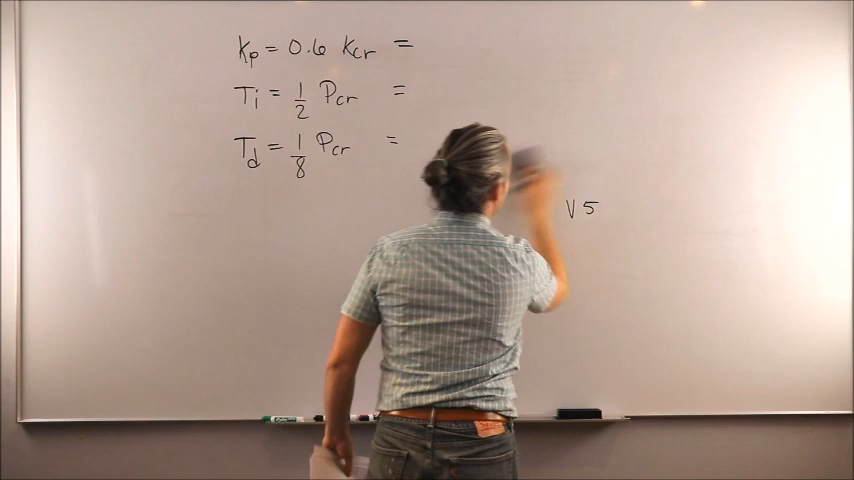 Kp = 0.6 Kcr =
Ti = 1/2 Pcr =
Td = 1/8 Pcr =
V5